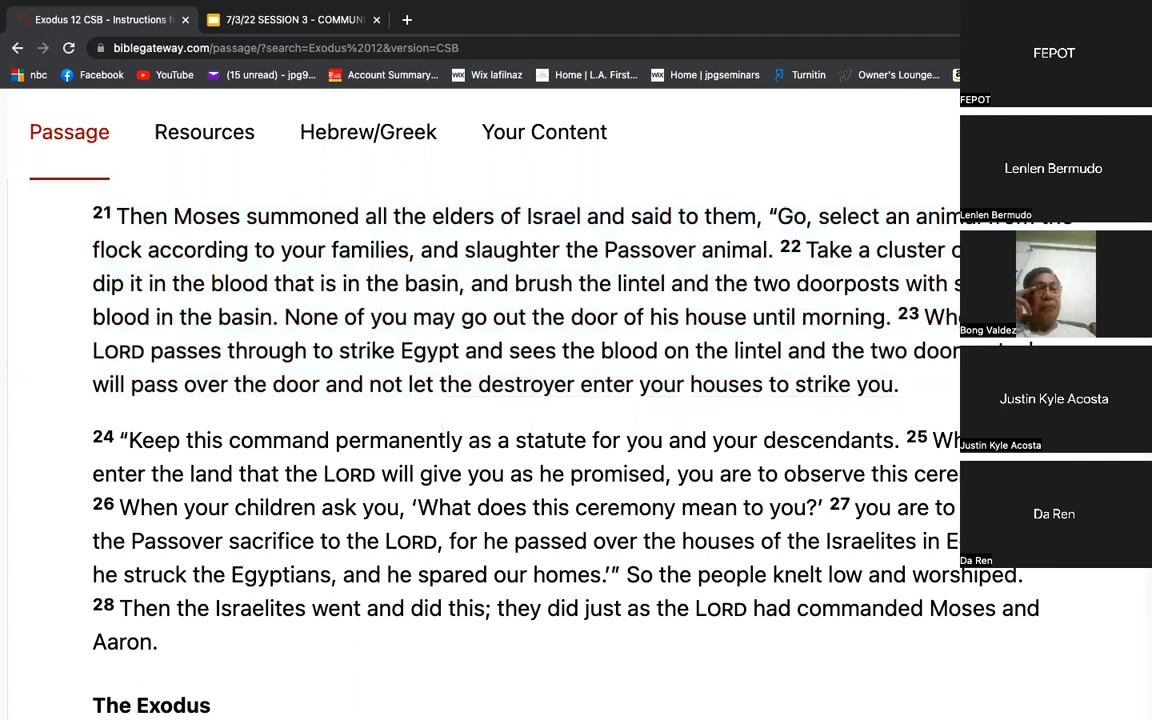 Exodus 12 CSB - Instructions f
7/3/22 SESSION 3 - COMMUN
biblegateway.com/passage/?search=Exodus%2012&version=CSB
nbc Facebook YouTube (15 unread) - jpg9... Account Summary... Wix lafilnaz Home | L.A. First... Home | jpgseminars Turnitin Owner's Lounge...
Passage Resources Hebrew/Greek Your Content
21 Then Moses summoned all the elders of Israel and said to them, “Go, select an animal from the
flock according to your families, and slaughter the Passover animal. 22 Take a cluster
dip it in the blood that is in the basin, and brush the lintel and the two doorposts with
blood in the basin. None of you may go out the door of his house until morning. 23
LORD passes through to strike Egypt and sees the blood on the lintel and the two
will pass over the door and not let the destroyer enter your houses to strike you.
24 “Keep this command permanently as a statute for you and your descendants. 25
enter the land that the LORD will give you as he promised, you are to observe this
26 When your children ask you, ‘What does this ceremony mean to you?’ 27 you are to
the Passover sacrifice to the LORD, for he passed over the houses of the Israelites in
he struck the Egyptians, and he spared our homes.’” So the people knelt low and worshiped.
28 Then the Israelites went and did this; they did just as the LORD had commanded Moses and
Aaron.
The Exodus
FEPOT
FEPOT
Lenlen Bermudo
Lenlen Bermudo
Bong Valdez
Justin Kyle Acosta
Justin Kyle Acosta
Da Ren
Da Ren